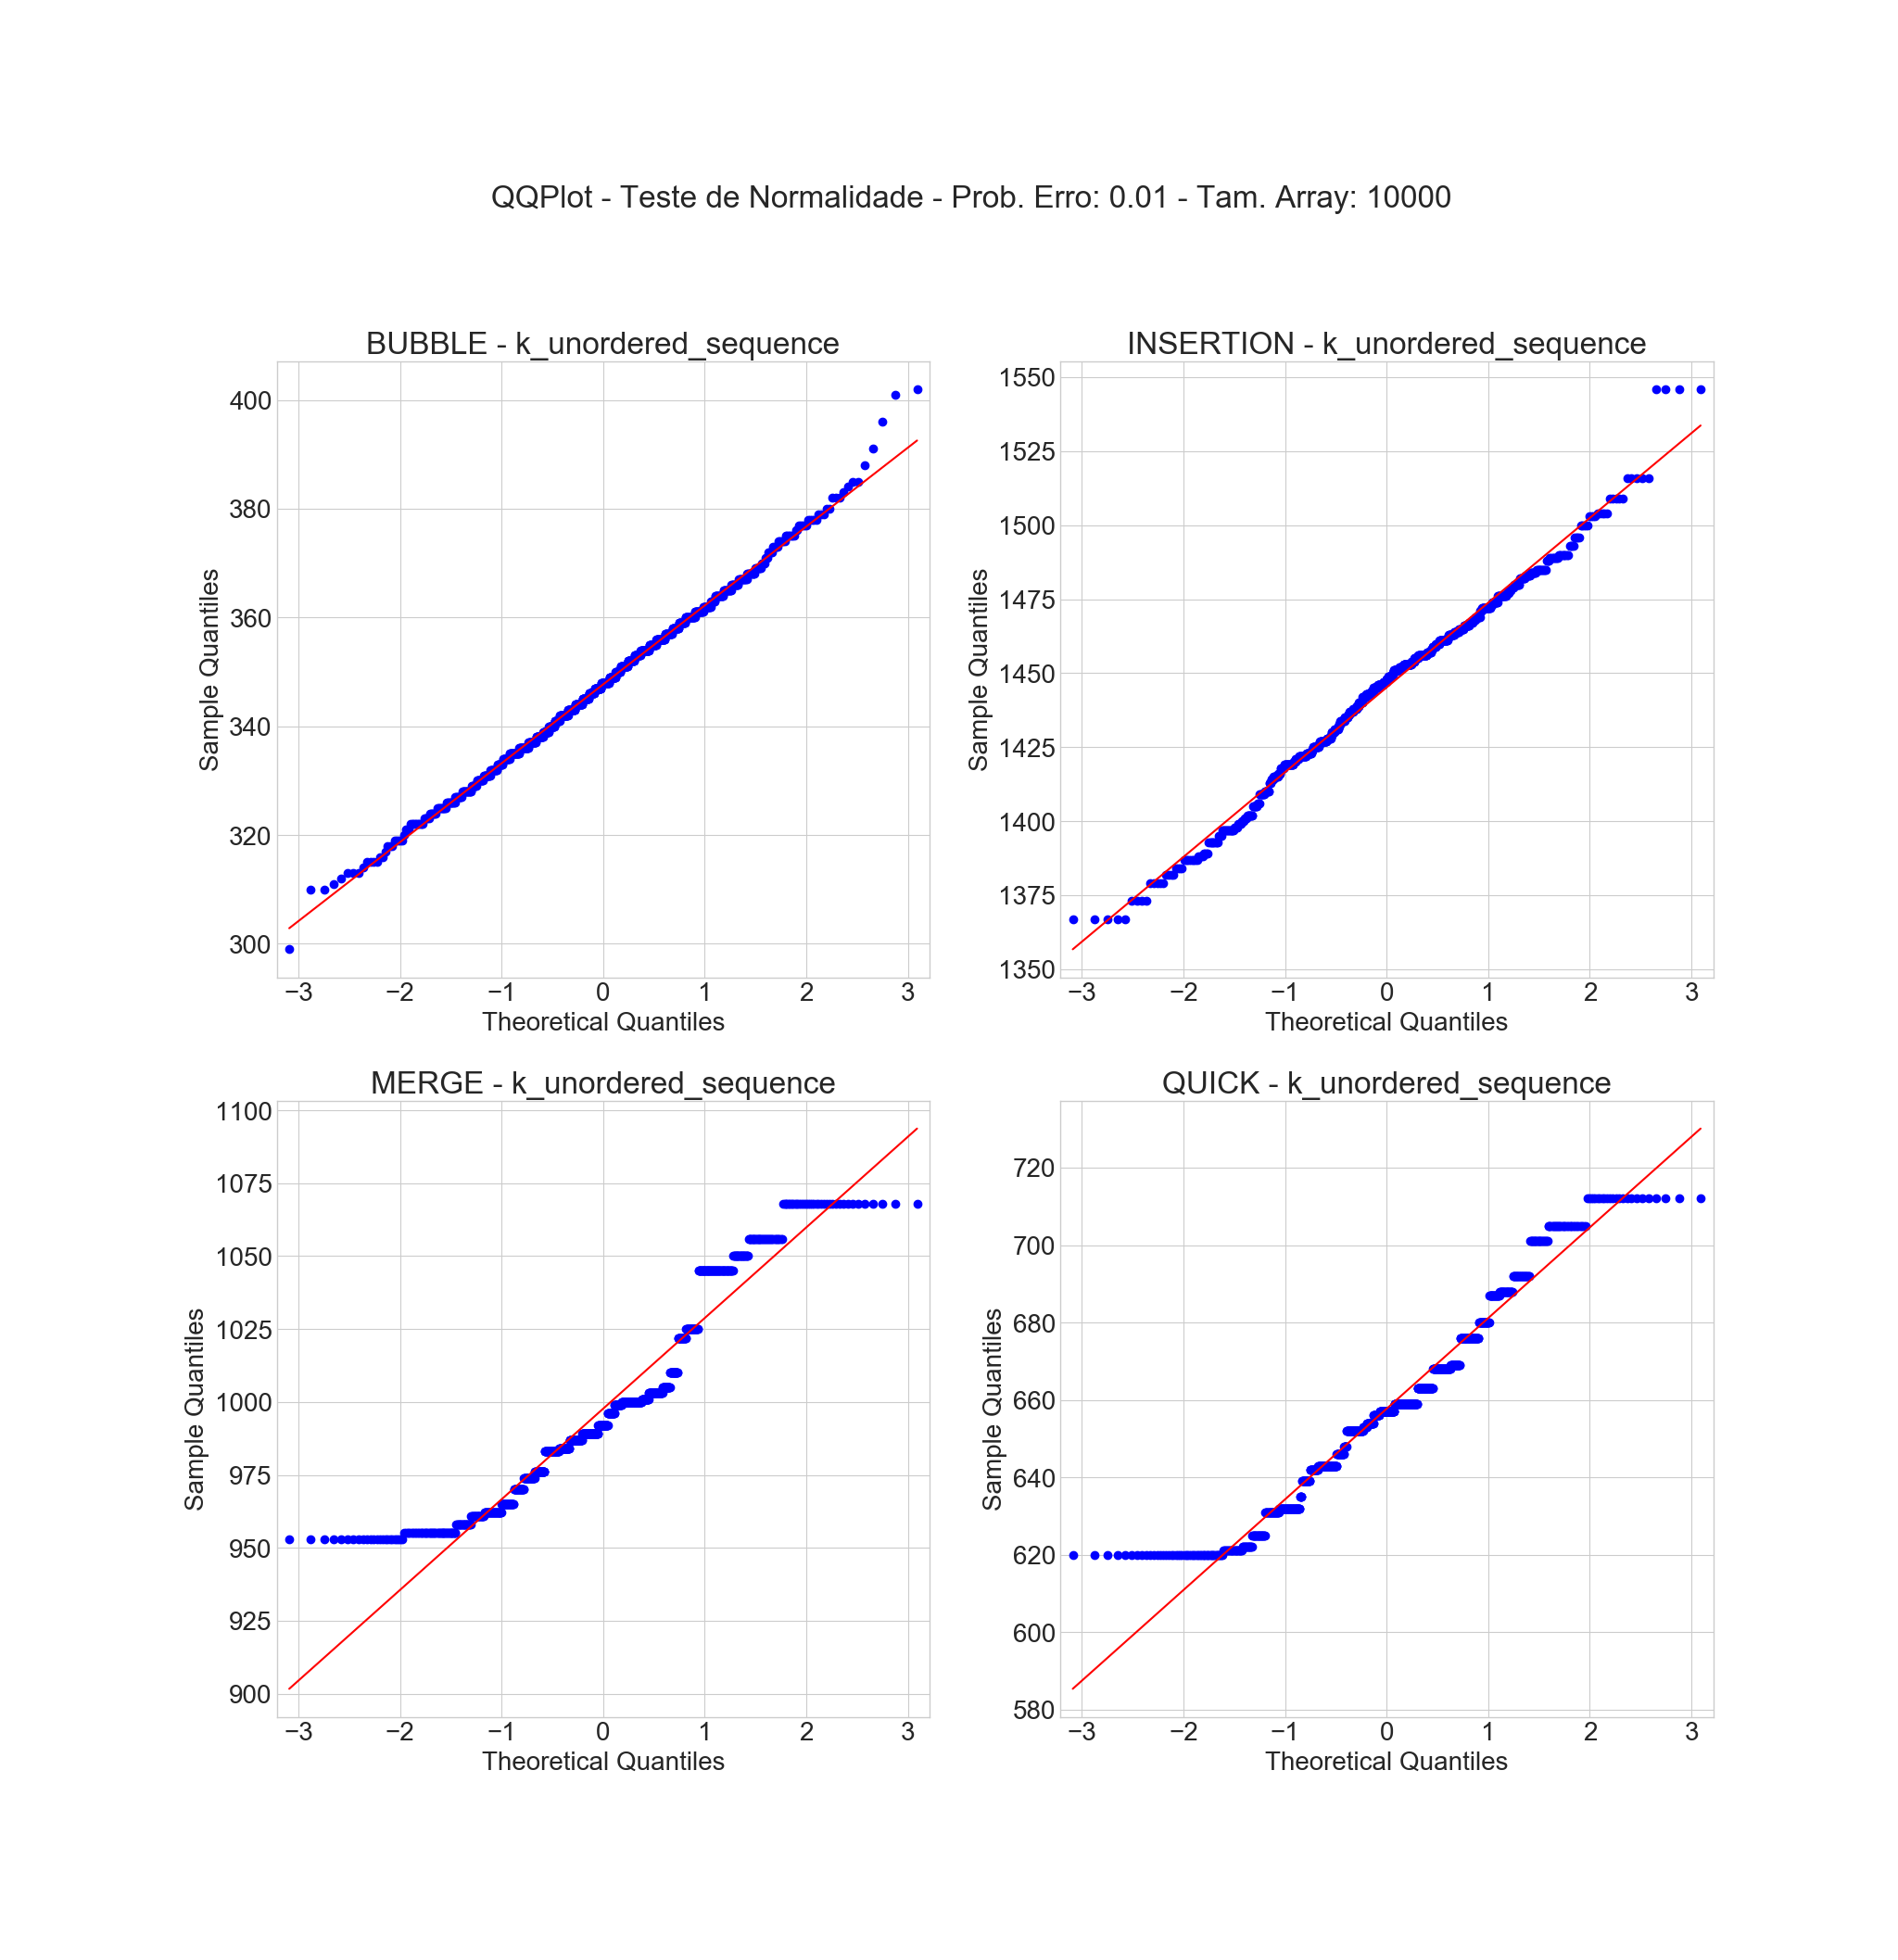 QQPlot - Teste de Normalidade - Prob. Erro: 0.01 - Tam. Array: 10000
BUBBLE - k_unordered_sequence
400
380
360
340
320
300
Sample Quantiles
−3 −2 −1 0 1 2 3
Theoretical Quantiles
INSERTION - k_unordered_sequence
1550
1525
1500
1475
1450
1425
1400
1375
1350
Sample Quantiles
−3 −2 −1 0 1 2 3
Theoretical Quantiles
MERGE - k_unordered_sequence
1100
1075
1050
1025
1000
975
950
925
900
Sample Quantiles
−3 −2 −1 0 1 2 3
Theoretical Quantiles
QUICK - k_unordered_sequence
720
700
680
660
640
620
600
580
Sample Quantiles
−3 −2 −1 0 1 2 3
Theoretical Quantiles